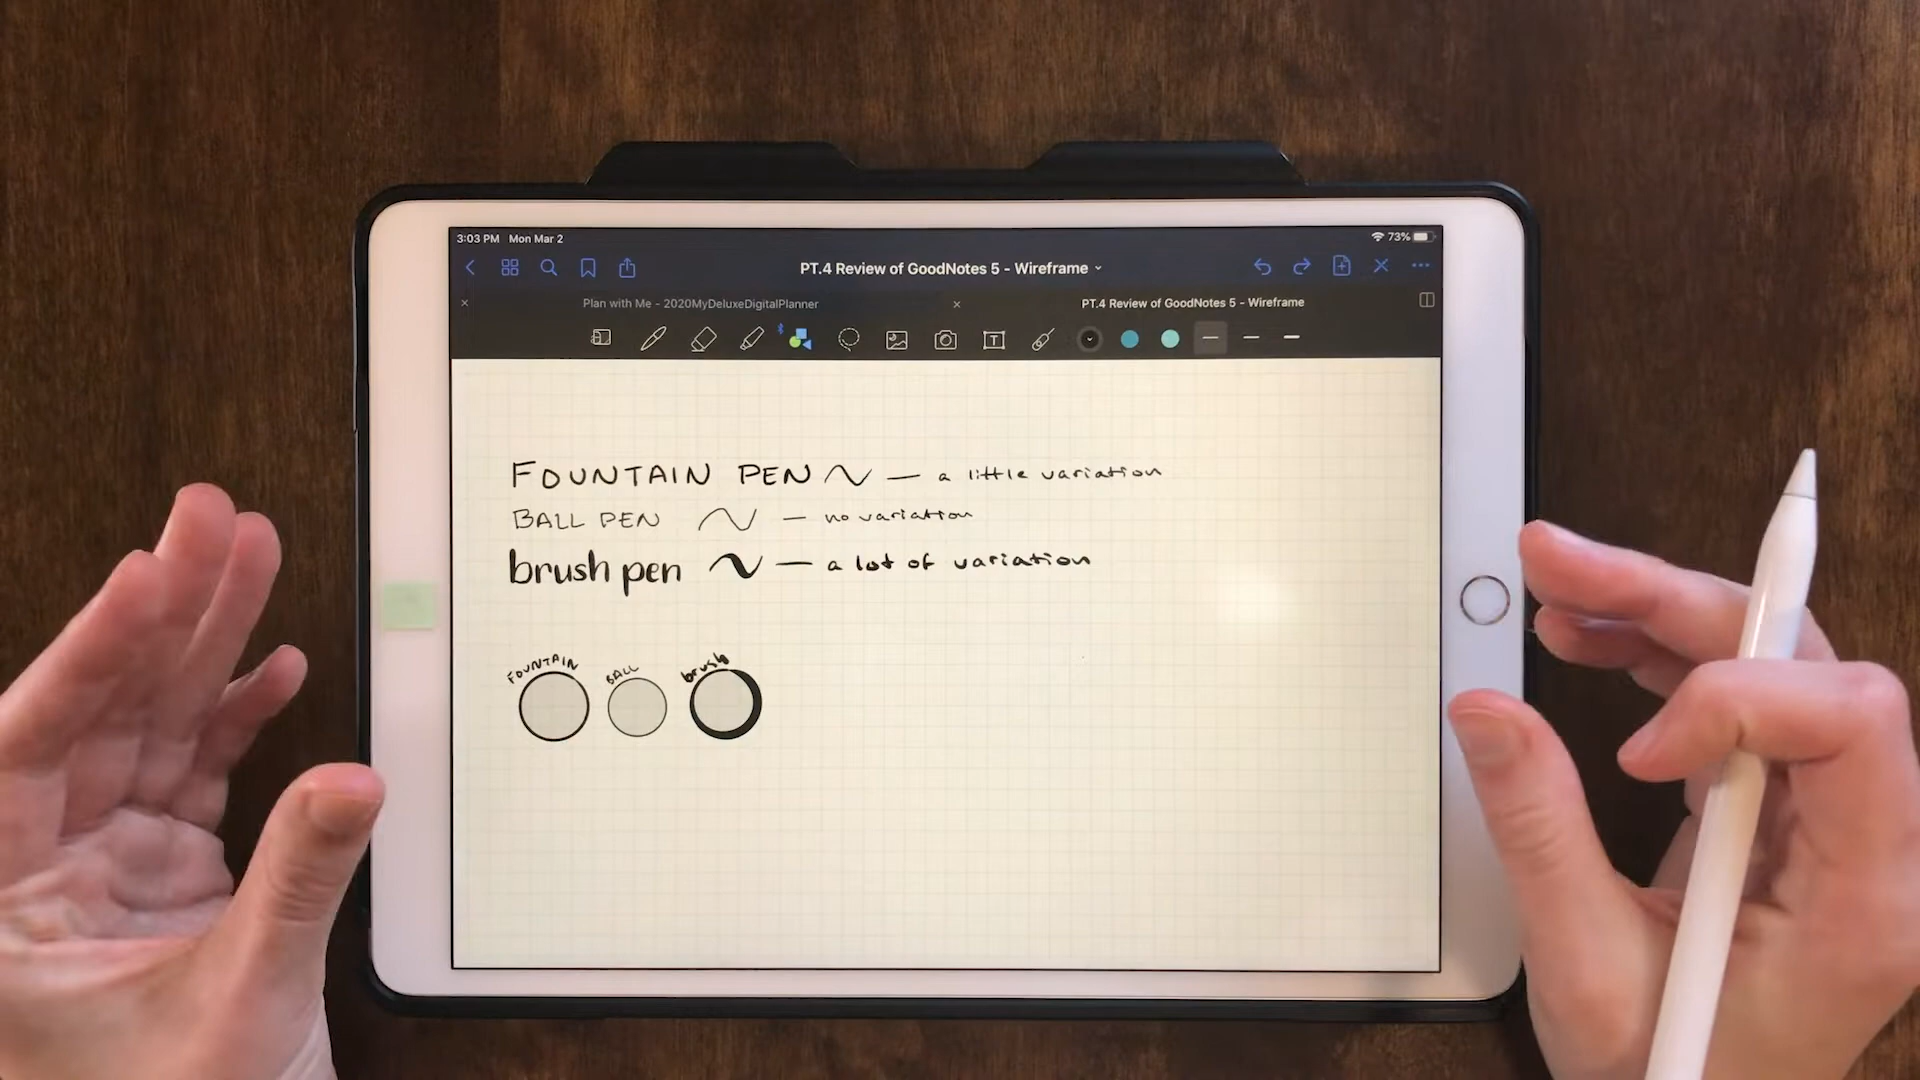 3:03 PM Mon Mar 2 73%
PT.4 Review of GoodNotes 5 - Wireframe
Plan with Me - 2020MyDeluxeDigitalPlanner PT.4 Review of GoodNotes 5 - Wireframe
T
FOUNTAIN PEN — a little variation
BALL PEN — no variation
brush pen — a lot of variation
FOUNTAIN BALL brush